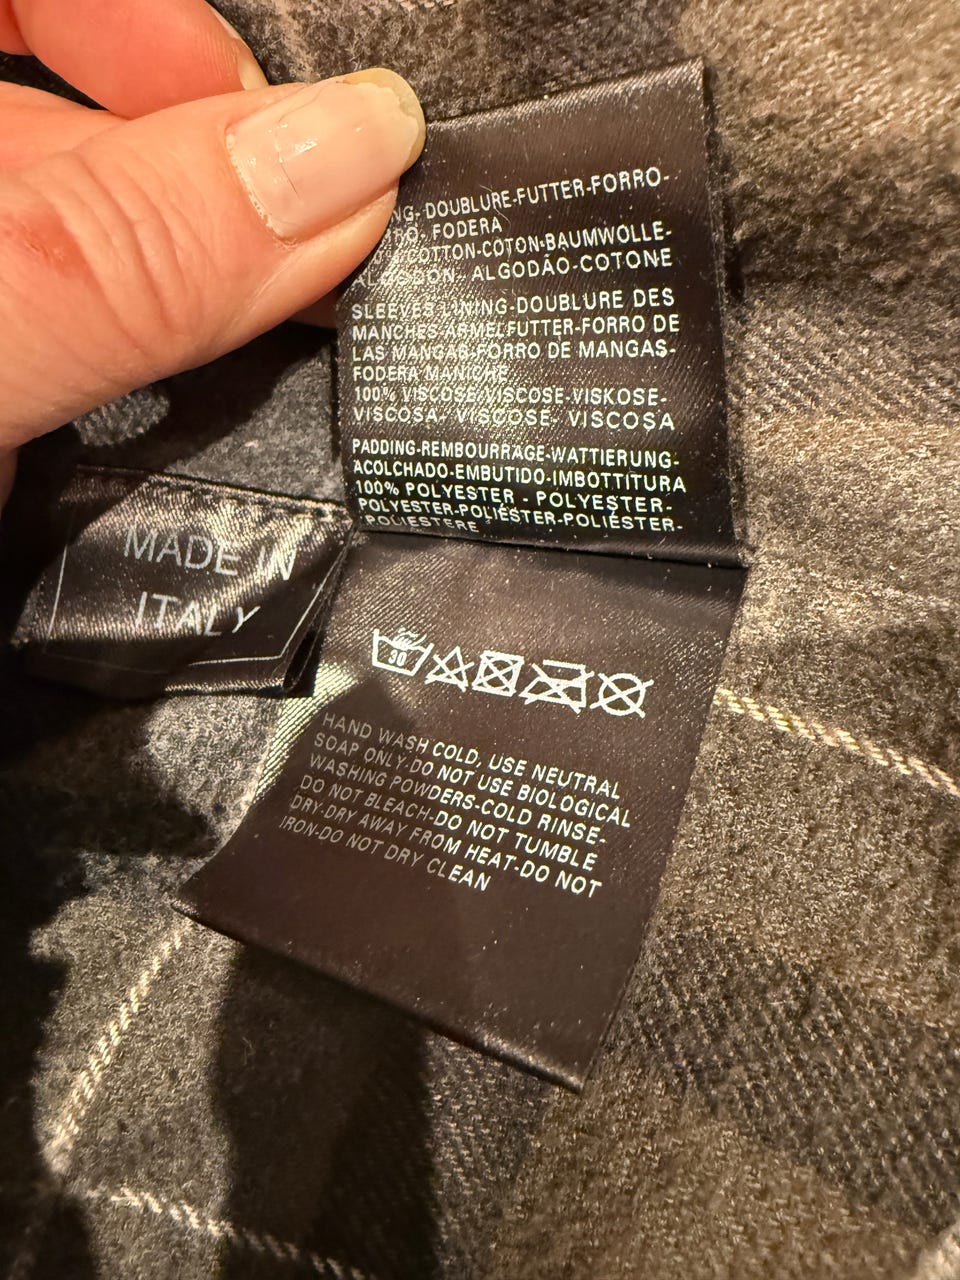 DOUBLURE-FUTTER-FORRO-
FODERA
COTTON-COTON-BAUMWOLLE-
ALGODÃO-COTONE
SLEEVES LINING-DOUBLURE DES
MANCHES-ARMELFUTTER-FORRO DE
LAS MANGAS-FORRO DE MANGAS-
FODERA MANICHE
100% VISCOSE-VISCOSE-VISKOSE-
VISCOSA- VISCOSE- VISCOSA
PADDING-REMBOURRAGE-WATTIERUNG-
ACOLCHADO-EMBUTIDO-IMBOTTITURA
100% POLYESTER - POLYESTER-
POLYESTER-POLIÉSTER-POLIÉSTER-
POLIESTERE
MADE IN
ITALY
30
HAND WASH COLD, USE NEUTRAL
SOAP ONLY-DO NOT USE BIOLOGICAL
WASHING POWDERS-COLD RINSE-
DO NOT BLEACH-DO NOT TUMBLE
DRY-DRY AWAY FROM HEAT-DO NOT
IRON-DO NOT DRY CLEAN